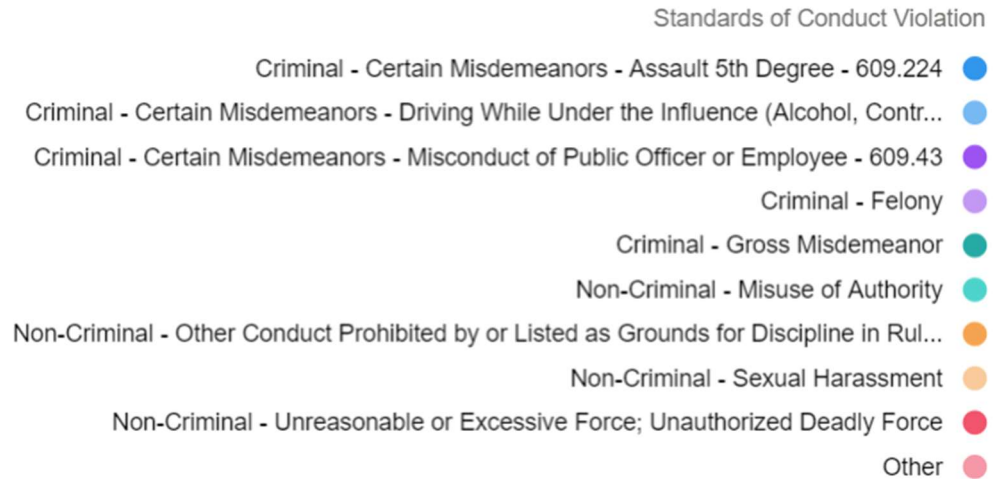 Standards of Conduct Violation
Criminal - Certain Misdemeanors - Assault 5th Degree - 609.224
Criminal - Certain Misdemeanors - Driving While Under the Influence (Alcohol, Contr...
Criminal - Certain Misdemeanors - Misconduct of Public Officer or Employee - 609.43
Criminal - Felony
Criminal - Gross Misdemeanor
Non-Criminal - Misuse of Authority
Non-Criminal - Other Conduct Prohibited by or Listed as Grounds for Discipline in Rul...
Non-Criminal - Sexual Harassment
Non-Criminal - Unreasonable or Excessive Force; Unauthorized Deadly Force
Other